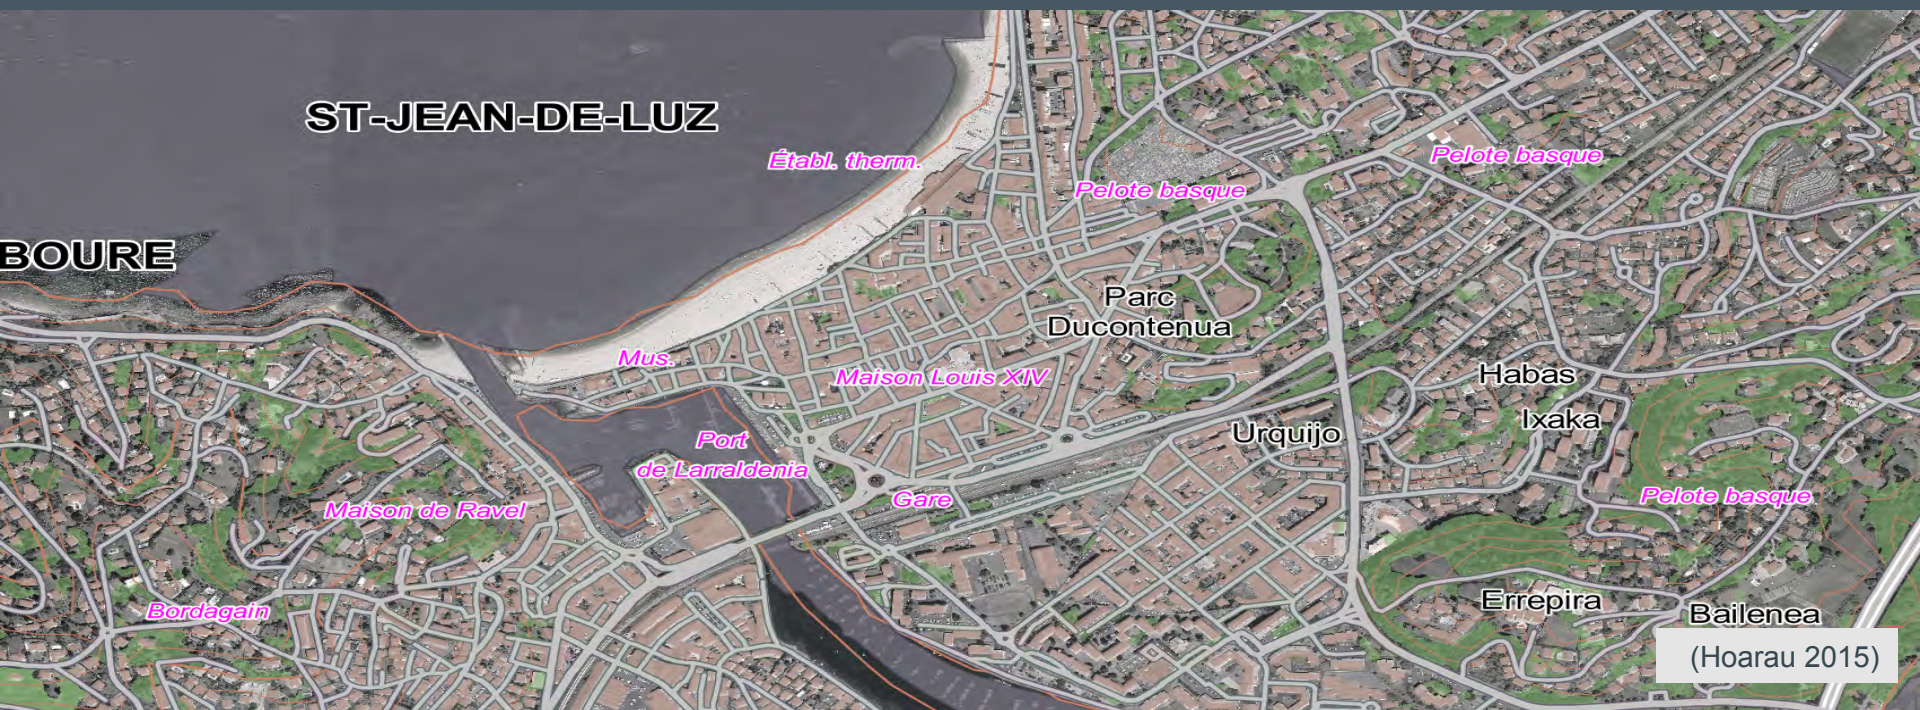 ST-JEAN-DE-LUZ
Établ. therm.
Pelote basque
Pelote basque
BOURE
Parc
Ducontenua
Mus.
Maison Louis XIV
Habas
Ixaka
Urquijo
Port
de Larraldenia
Gare
Pelote basque
Maison de Ravel
Bordagain
Errepira
Bailenea
(Hoarau 2015)